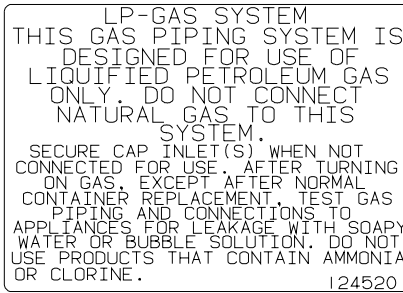 LP-GAS SYSTEM
THIS GAS PIPING SYSTEM IS
DESIGNED FOR USE OF
LIQUIFIED PETROLEUM GAS
ONLY. DO NOT CONNECT
NATURAL GAS TO THIS
SYSTEM.
SECURE CAP INLET(S) WHEN NOT
CONNECTED FOR USE. AFTER TURNING
ON GAS, EXCEPT AFTER NORMAL
CONTAINER REPLACEMENT, TEST GAS
PIPING AND CONNECTIONS TO
APPLIANCES FOR LEAKAGE WITH SOAPY
WATER OR BUBBLE SOLUTION. DO NOT
USE PRODUCTS THAT CONTAIN AMMONIA
OR CLORINE.
124520